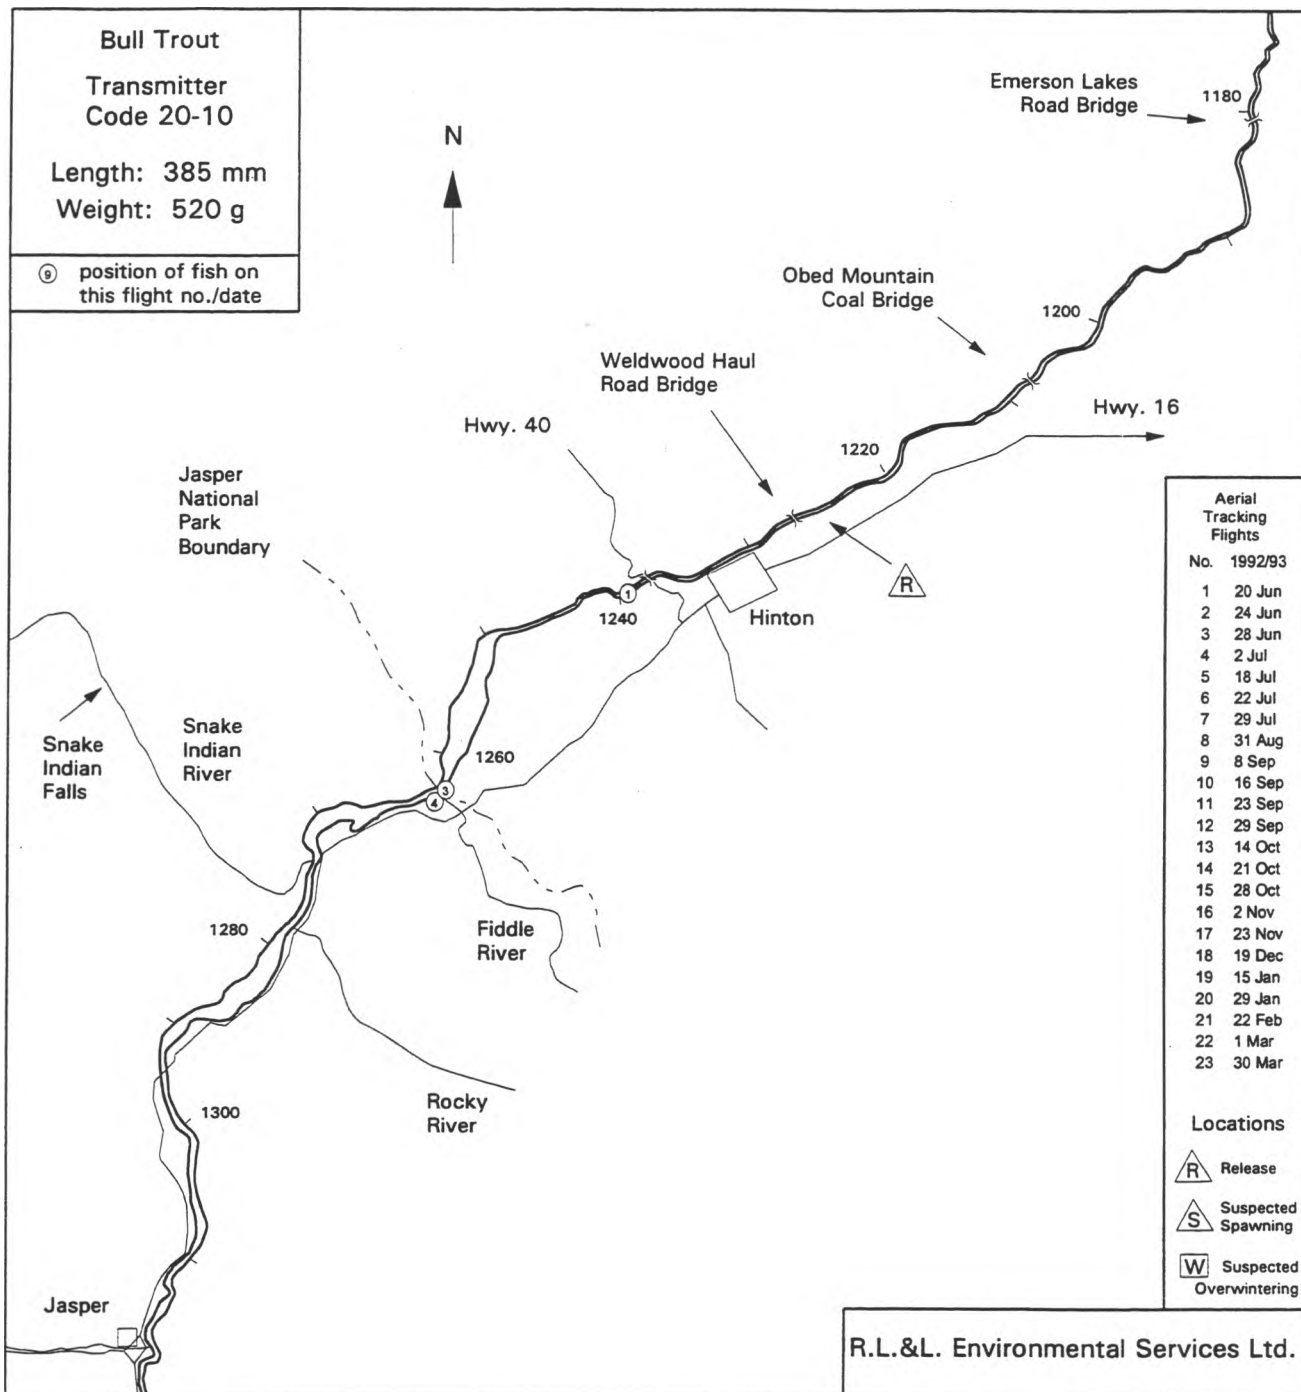 Bull Trout
Transmitter
Code 20-10
Length: 385 mm
Weight: 520 g
9 position of fish on
this flight no./date
N
Emerson Lakes
Road Bridge
1180
Obed Mountain
Coal Bridge
1200
Weldwood Haul
Road Bridge
Hwy. 40
Hwy. 16
1220
Jasper
National
Park
Boundary
R
1
1240
Hinton
Snake
Indian
Falls
Snake
Indian
River
1260
3
4
1280
Fiddle
River
Rocky
River
1300
Jasper
Aerial
Tracking
Flights
No. 1992/93
1 20 Jun
2 24 Jun
3 28 Jun
4 2 Jul
5 18 Jul
6 22 Jul
7 29 Jul
8 31 Aug
9 8 Sep
10 16 Sep
11 23 Sep
12 29 Sep
13 14 Oct
14 21 Oct
15 28 Oct
16 2 Nov
17 23 Nov
18 19 Dec
19 15 Jan
20 29 Jan
21 22 Feb
22 1 Mar
23 30 Mar
Locations
R Release
S Suspected
Spawning
W Suspected
Overwintering
R.L.&L. Environmental Services Ltd.